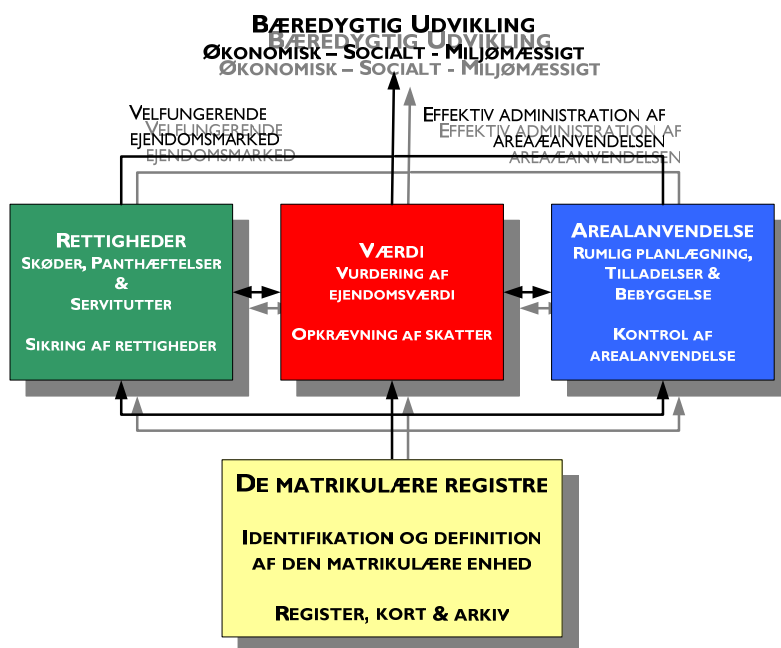 BÆREDYGTIG UDVIKLING
ØKONOMISK – SOCIALT - MILJØMÆSSIGT
VELFUNGERENDE
EJENDOMSMARKED
EFFEKTIV ADMINISTRATION AF
AREA/EANVENDELSEN
RETTIGHEDER
SKØDER, PANTHÆFTELSER
&
SERVITUTTER
SIKRING AF RETTIGHEDER
VÆRDI
VURDERING AF
EJENDOMSVÆRDI
OPKRÆVNING AF SKATTER
AREALANVENDELSE
RUMLIG PLANLÆGNING,
TILLADELSER &
BEBYGGELSE
KONTROL AF
AREALANVENDELSE
DE MATRIKULÆRE REGISTRE
IDENTIFIKATION OG DEFINITION
AF DEN MATRIKULÆRE ENHED
REGISTER, KORT & ARKIV